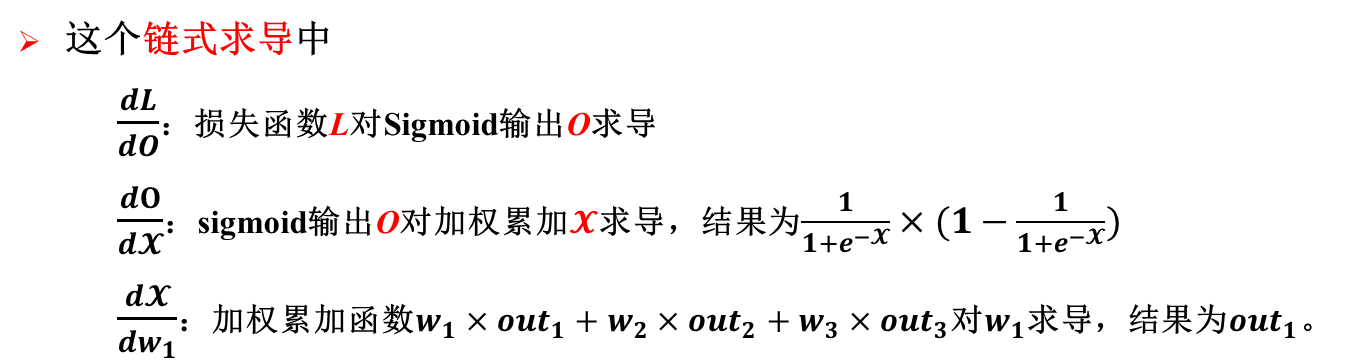 ➢ 这个链式求导中
dL/dO：损失函数L对Sigmoid输出O求导
dO/dX：sigmoid输出O对加权累加X求导，结果为1/(1+e^{-X}) × (1 − 1/(1+e^{-X}))
dX/dw₁：加权累加函数w₁ × out₁ + w₂ × out₂ + w₃ × out₃对w₁求导，结果为out₁。